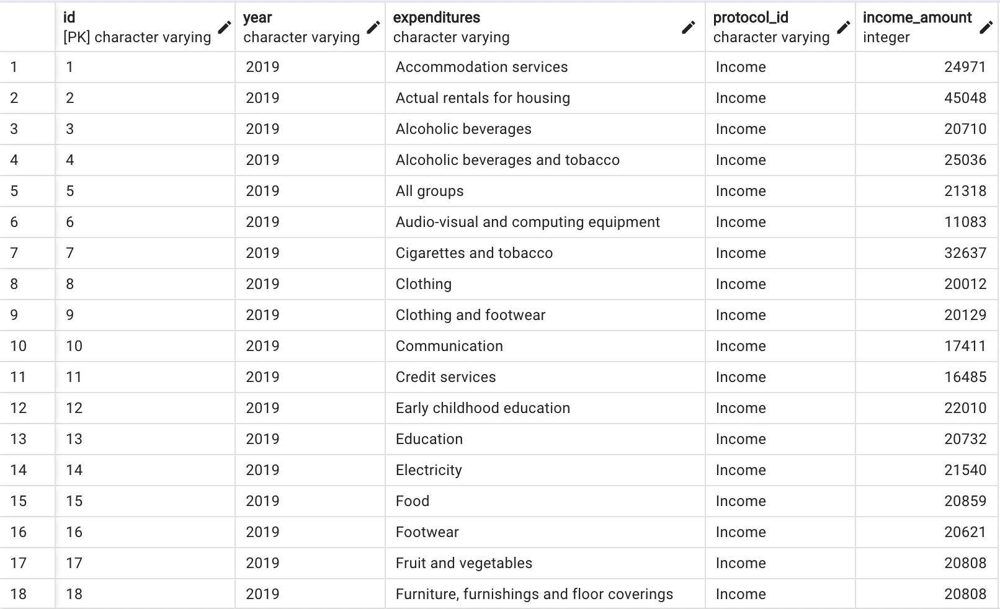 id year expenditures protocol_id income_amount
[PK] character varying character varying character varying character varying integer
1 1 2019 Accommodation services Income 24971
2 2 2019 Actual rentals for housing Income 45048
3 3 2019 Alcoholic beverages Income 20710
4 4 2019 Alcoholic beverages and tobacco Income 25036
5 5 2019 All groups Income 21318
6 6 2019 Audio-visual and computing equipment Income 11083
7 7 2019 Cigarettes and tobacco Income 32637
8 8 2019 Clothing Income 20012
9 9 2019 Clothing and footwear Income 20129
10 10 2019 Communication Income 17411
11 11 2019 Credit services Income 16485
12 12 2019 Early childhood education Income 22010
13 13 2019 Education Income 20732
14 14 2019 Electricity Income 21540
15 15 2019 Food Income 20859
16 16 2019 Footwear Income 20621
17 17 2019 Fruit and vegetables Income 20808
18 18 2019 Furniture, furnishings and floor coverings Income 20808